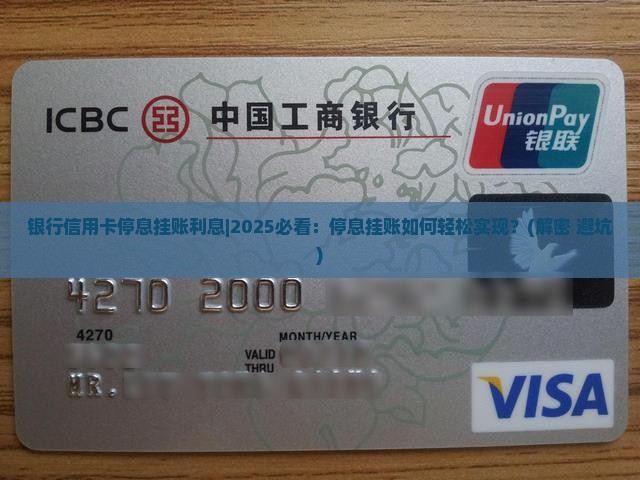 ICBC 中国工商银行
UnionPay
银联
银行信用卡停息挂账利息|2025必看：停息挂账如何轻松实现？(解密 避坑
)
4270 2000
4270
MONTH/YEAR
VALID
THRU
MR.
VISA